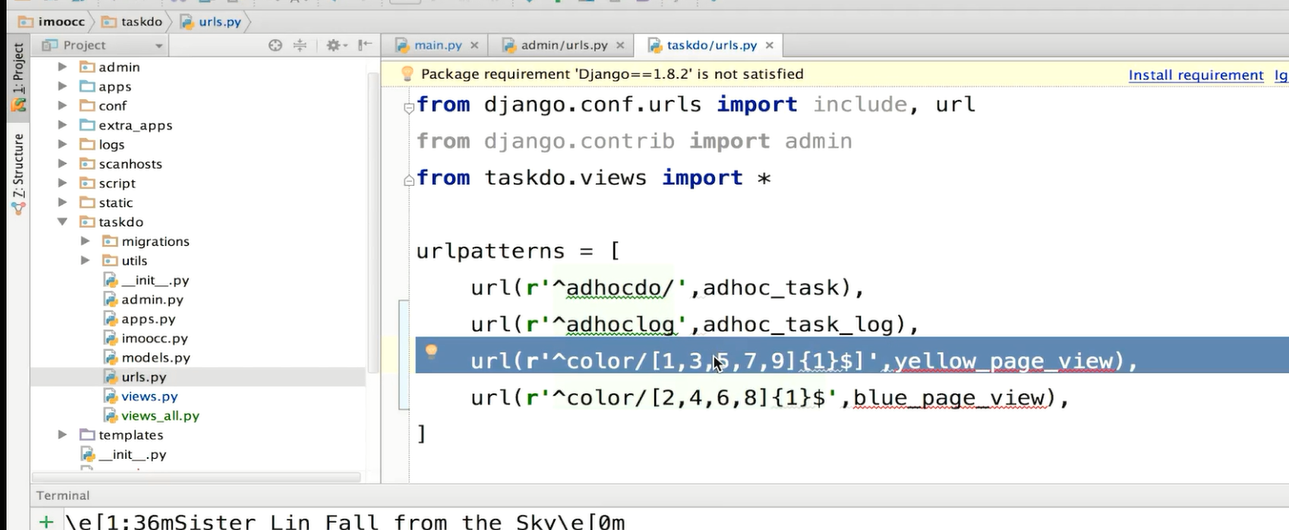 imoocc taskdo urls.py
1: Project
Z: Structure
Project
admin
apps
conf
extra_apps
logs
scanhosts
script
static
taskdo
migrations
utils
__init__.py
admin.py
apps.py
imoocc.py
models.py
urls.py
views.py
views_all.py
templates
__init__.py
main.py admin/urls.py taskdo/urls.py
Package requirement 'Django==1.8.2' is not satisfied Install requirement Ig
from django.conf.urls import include, url
from django.contrib import admin
from taskdo.views import *
urlpatterns = [
url(r'^adhocdo/',adhoc_task),
url(r'^adhoclog',adhoc_task_log),
url(r'^color/[1,3,5,7,9]{1}$]',yellow_page_view),
url(r'^color/[2,4,6,8]{1}$',blue_page_view),
]
Terminal
\e[1;36mSister Lin Fall from the Sky\e[0m